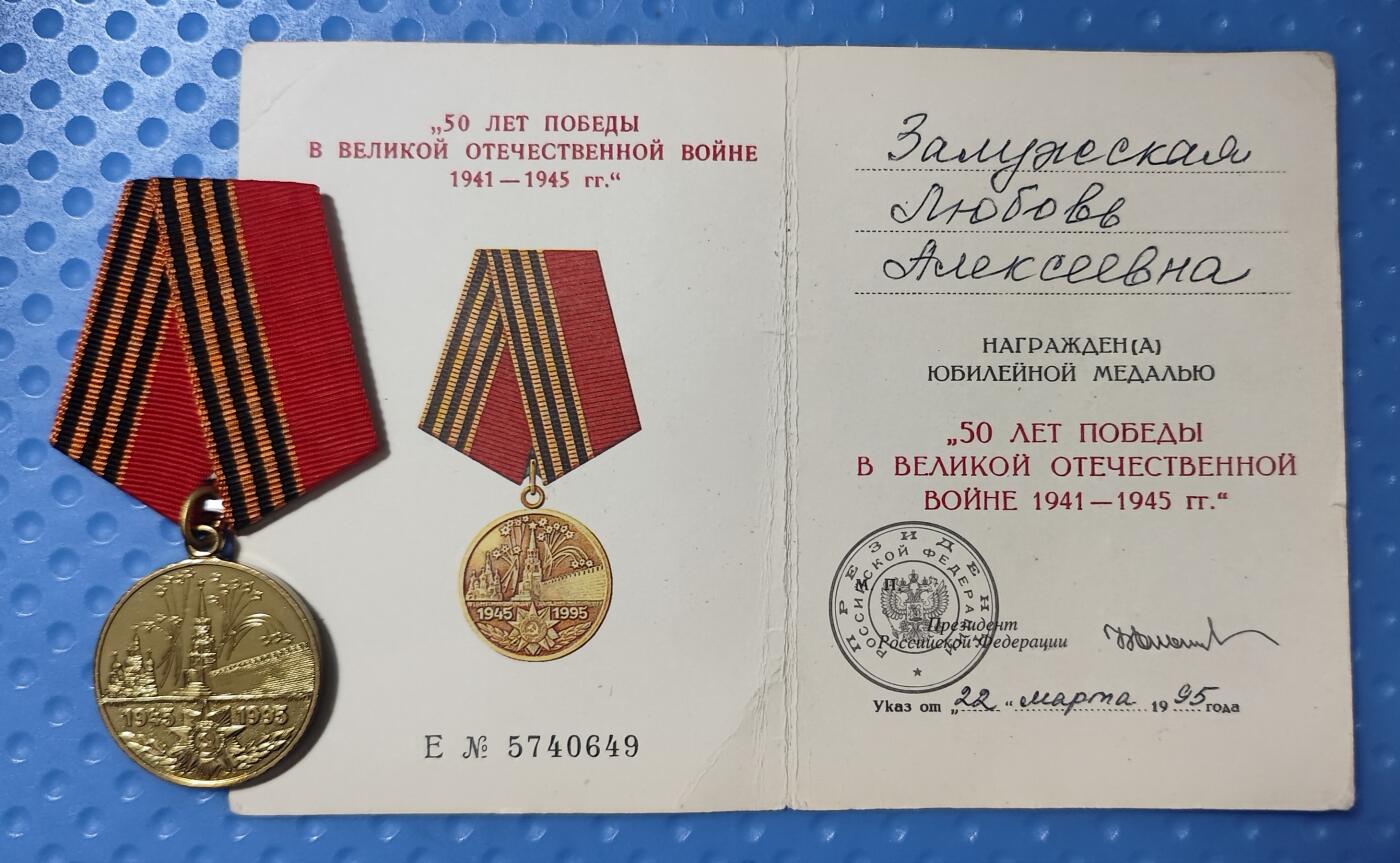 „50 ЛЕТ ПОБЕДЫ
В ВЕЛИКОЙ ОТЕЧЕСТВЕННОЙ ВОЙНЕ
1941—1945 гг.“
1945 1995
Е № 5740649
1945 1995
Залужская
Любовь
Алексеевна
НАГРАЖДЕН(А)
ЮБИЛЕЙНОЙ МЕДАЛЬЮ
„50 ЛЕТ ПОБЕДЫ
В ВЕЛИКОЙ ОТЕЧЕСТВЕННОЙ
ВОЙНЕ 1941—1945 гг.“
ПРЕЗИДЕНТ
РОССИЙСКОЙ ФЕДЕРАЦИИ
М. П.
Президент
Российской Федерации
Указ от „22“ марта 1995 года